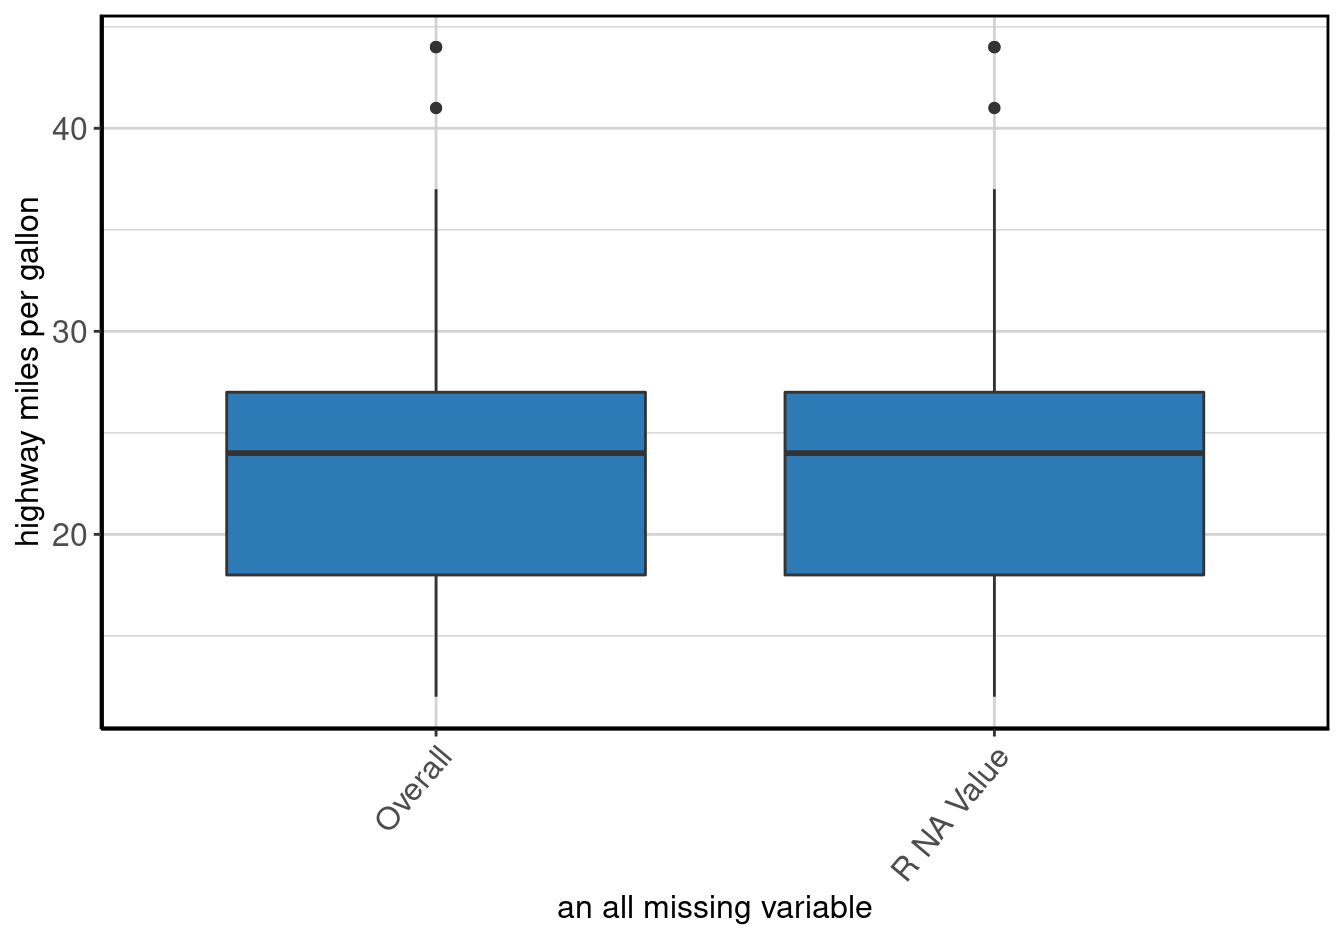 highway miles per gallon
40
30
20
Overall
R NA Value
an all missing variable